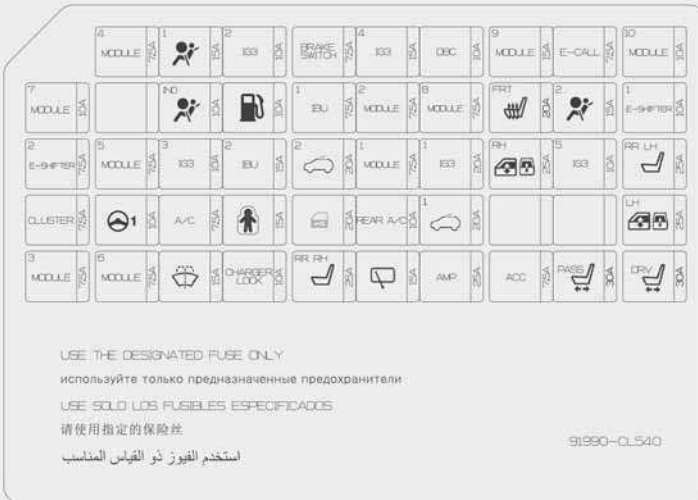 4 MODULE 7.5A 1 15A 2 IG3 10A BRAKE SWITCH 7.5A 4 IG3 10A DBC 10A 9 MODULE 15A E-CALL 7.5A 10 MODULE 10A
7 MODULE 10A IND 10A 10A 1 IBU 7.5A 2 MODULE 7.5A 8 MODULE 7.5A FRT 20A 2 15A 1 E-SHIFTER 10A
2 E-SHIFTER 7.5A 5 MODULE 7.5A 3 IG3 10A 2 IBU 15A 2 20A 1 MODULE 7.5A 1 IG3 10A RH 25A 5 IG3 10A RR LH 25A
CLUSTER 7.5A 1 10A A/C 7.5A 15A 20A REAR A/C 10A 1 20A LH 25A
3 MODULE 7.5A 6 MODULE 7.5A 15A CHARGER LOCK 10A RR RH 25A 15A AMP 25A ACC 7.5A PASS 30A DRV 30A
USE THE DESIGNATED FUSE ONLY
используйте только предназначенные предохранители
USE SOLO LOS FUSIBLES ESPECIFICADOS
请使用指定的保险丝
استخدم الفيوز ذو القياس المناسب
91990-CL540